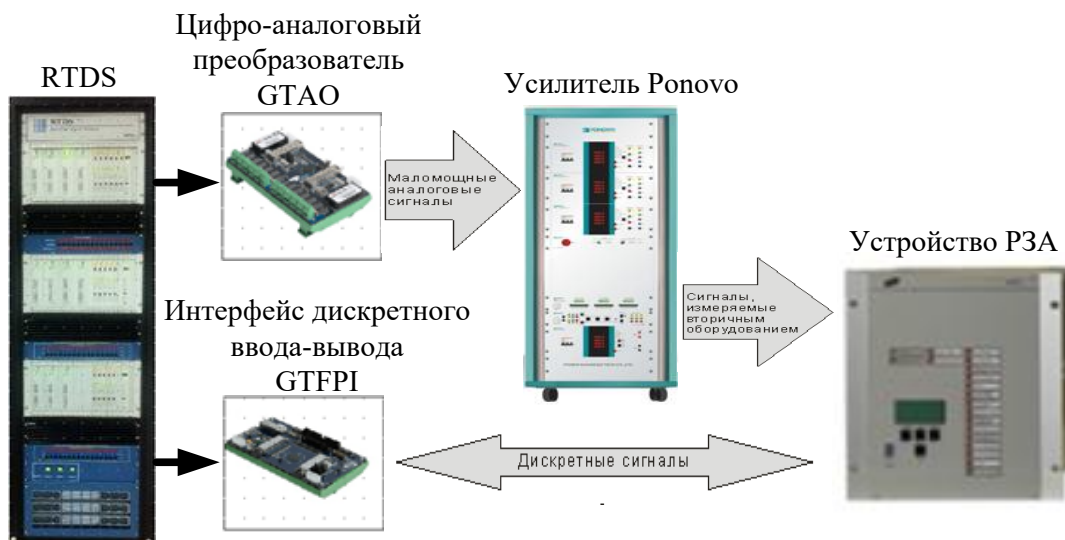 Цифро-аналоговый
преобразователь
GTAO
RTDS
Усилитель Ponovo
Маломощные
аналоговые
сигналы
Устройство РЗА
Сигналы,
измеряемые
вторичным
оборудованием
Интерфейс дискретного
ввода-вывода
GTFPI
Дискретные сигналы